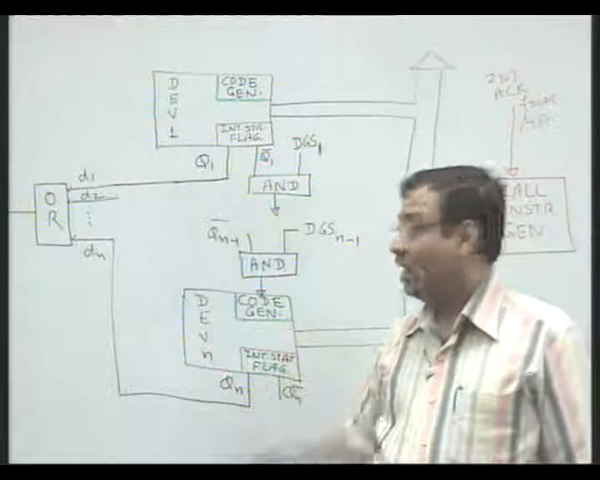 D
E
V
1
CODE
GEN.
INT STAT
FLAG
Q1
Q̅1
DGS1
AND
d1
d2
⋮
dn
O
R
Q̅n-1
DGSn-1
AND
D
E
V
n
CODE
GEN.
INT STAT
FLAG
Qn
INT
ACK
from
CALL
INSTR
GEN